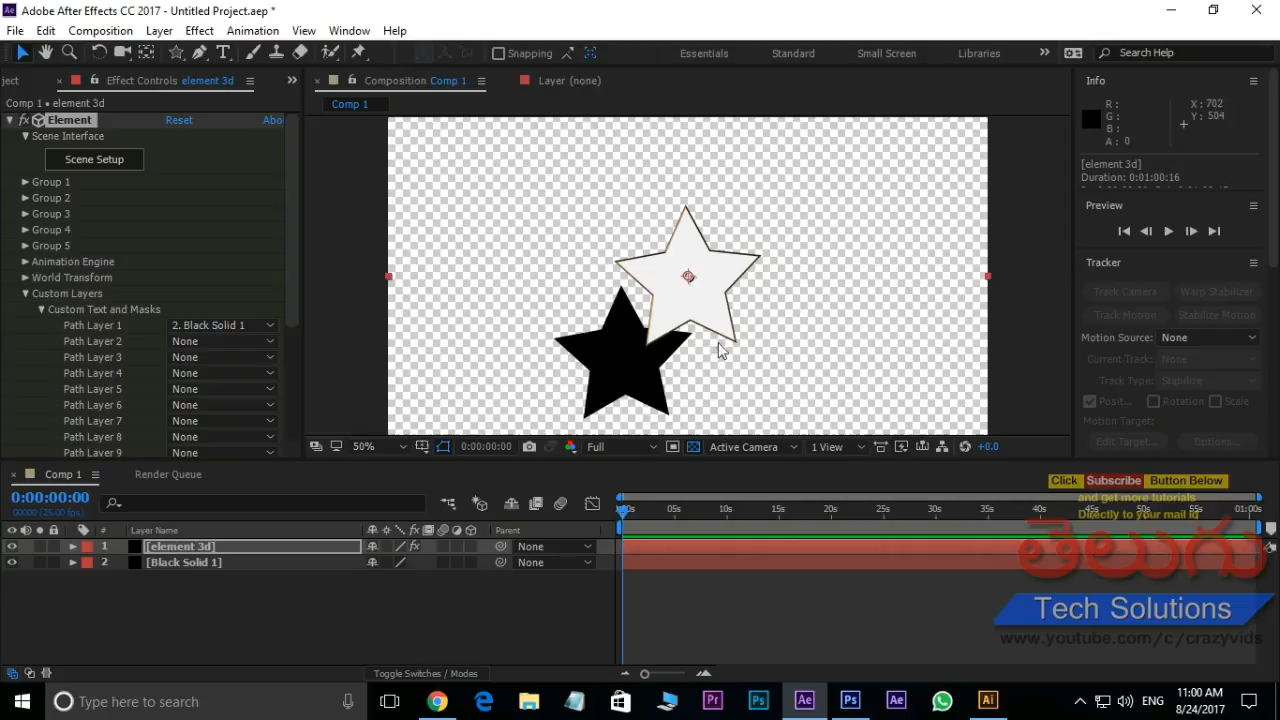 Adobe After Effects CC 2017 - Untitled Project.aep *
File Edit Composition Layer Effect Animation View Window Help
Snapping Essentials Standard Small Screen Libraries Search Help
ject Effect Controls element 3d Composition Comp 1 Layer (none) Info
Comp 1 • element 3d Comp 1
R: X: 702
G: Y: 504
B:
A: 0
fx Element Reset Abo
Scene Interface
Scene Setup
[element 3d]
Duration: 0:01:00:16
Group 1
Group 2
Group 3
Group 4
Group 5
Animation Engine
World Transform
Custom Layers
Custom Text and Masks
Path Layer 1 2. Black Solid 1
Path Layer 2 None
Path Layer 3 None
Path Layer 4 None
Path Layer 5 None
Path Layer 6 None
Path Layer 7 None
Path Layer 8 None
Path Layer 9 None
Preview
Tracker
Track Camera Warp Stabilizer
Track Motion Stabilize Motion
Motion Source: None
Current Track: None
Track Type: Stabilize
Posit... Rotation Scale
Motion Target:
Edit Target... Options...
50% 0:00:00:00 Full Active Camera 1 View +0.0
Comp 1 Render Queue
0:00:00:00
00000 (25.00 fps)
Click Subscribe Button Below
and get more tutorials
Directly to your mail id
05s 10s 15s 20s 25s 30s 35s 40s 45s 50s 55s 01:00s
# Layer Name fx Parent
1 [element 3d] fx None
2 [Black Solid 1] None
తెలుగు
Tech Solutions
www.youtube.com/c/crazyvids
Toggle Switches / Modes
Type here to search Pr Ps Ae Ps Ae Ai ENG 11:00 AM
8/24/2017